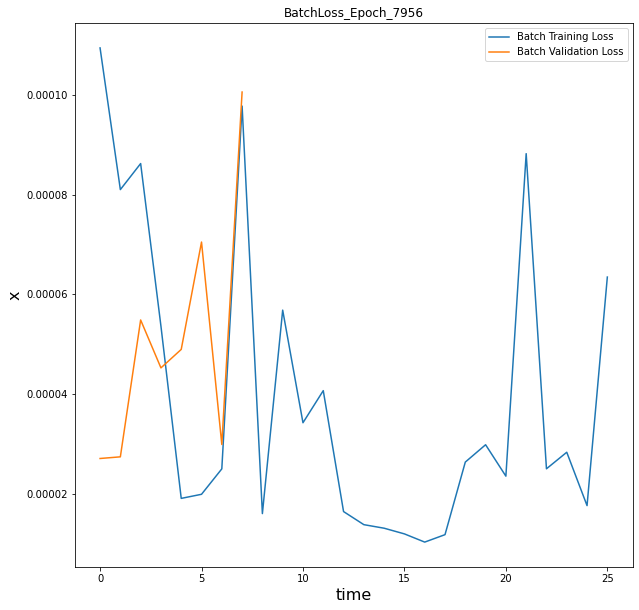 BatchLoss_Epoch_7956
Batch Training Loss
Batch Validation Loss
0.00010
0.00008
0.00006
0.00004
0.00002
x
0 5 10 15 20 25
time